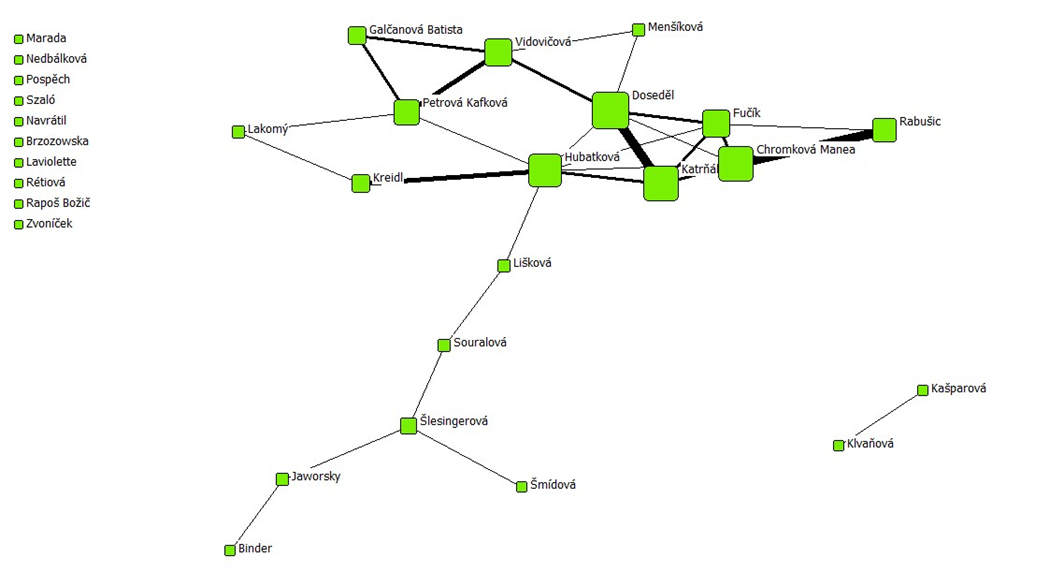 Marada
Nedbálková
Pospěch
Szaló
Navrátil
Brzozowska
Laviolette
Rétiová
Rapoš Božič
Zvoníček
Galčanová Batista
Menšíková
Vidovičová
Doseděl
Petrová Kafková
Fučík
Rabušic
Lakomý
Chromková Manea
Hubatková
Katrňák
Kreidl
Lišková
Souralová
Kašparová
Šlesingerová
Klvaňová
Jaworsky
Šmídová
Binder